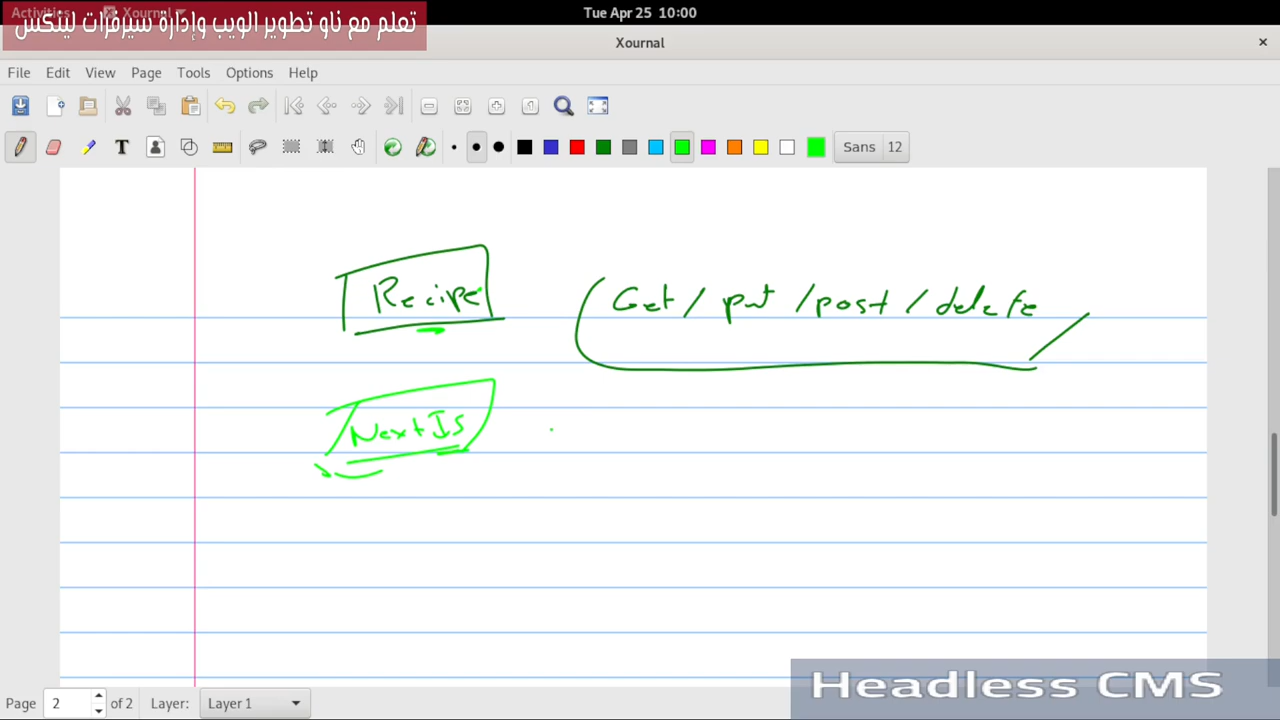 Activities Xournal Tue Apr 25 10:00
تعلم مع ناو تطوير الويب وإدارة سيرفرات لينكس
Xournal
File Edit View Page Tools Options Help
Sans 12
Recipe Get / put / post / delete
NextJS
Headless CMS
Page 2 of 2 Layer: Layer 1